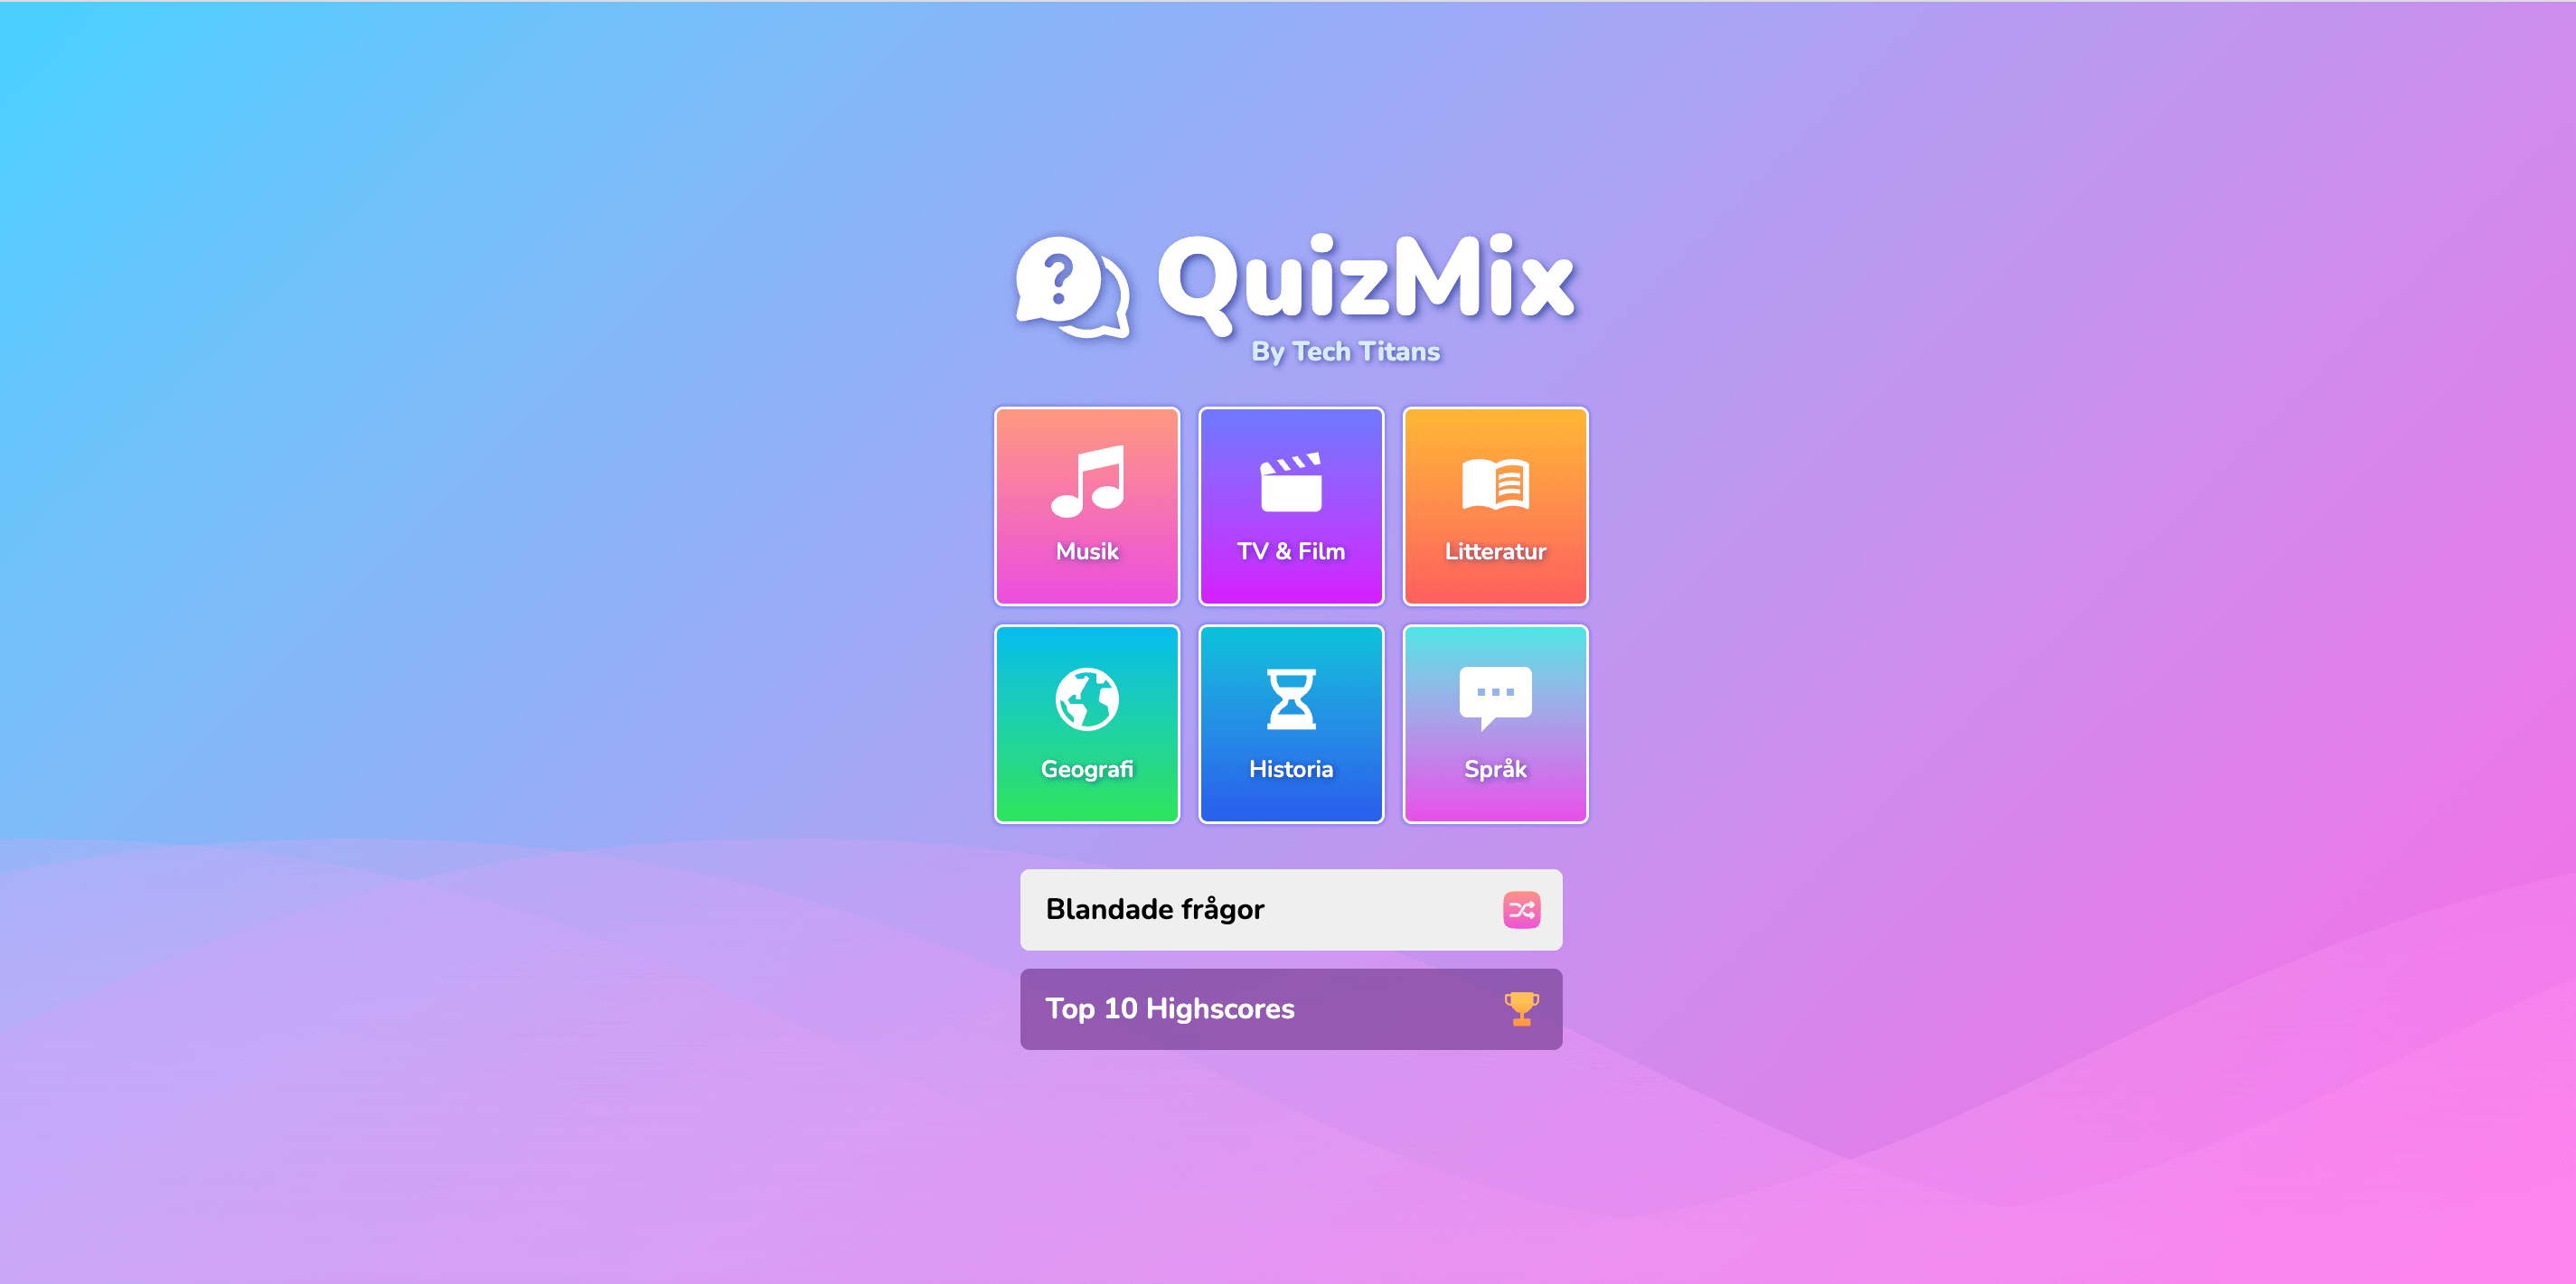 QuizMix
By Tech Titans
Musik
TV & Film
Litteratur
Geografi
Historia
Språk
Blandade frågor
Top 10 Highscores